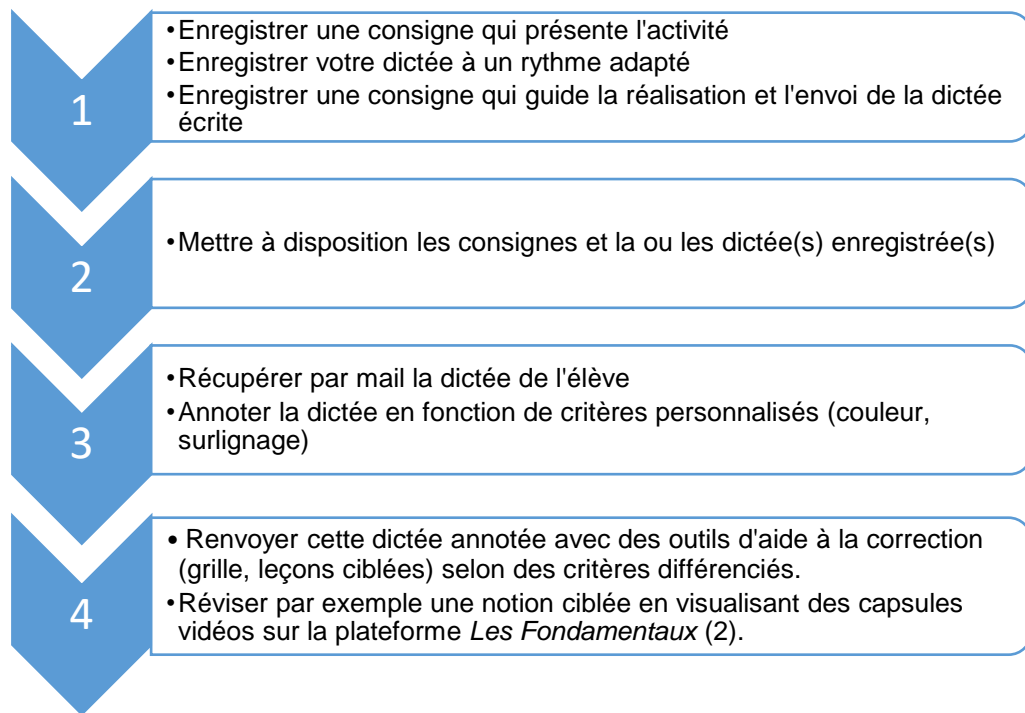 1
•Enregistrer une consigne qui présente l'activité
•Enregistrer votre dictée à un rythme adapté
•Enregistrer une consigne qui guide la réalisation et l'envoi de la dictée
écrite
2
•Mettre à disposition les consignes et la ou les dictée(s) enregistrée(s)
3
•Récupérer par mail la dictée de l'élève
•Annoter la dictée en fonction de critères personnalisés (couleur,
surlignage)
4
• Renvoyer cette dictée annotée avec des outils d'aide à la correction
(grille, leçons ciblées) selon des critères différenciés.
•Réviser par exemple une notion ciblée en visualisant des capsules
vidéos sur la plateforme Les Fondamentaux (2).